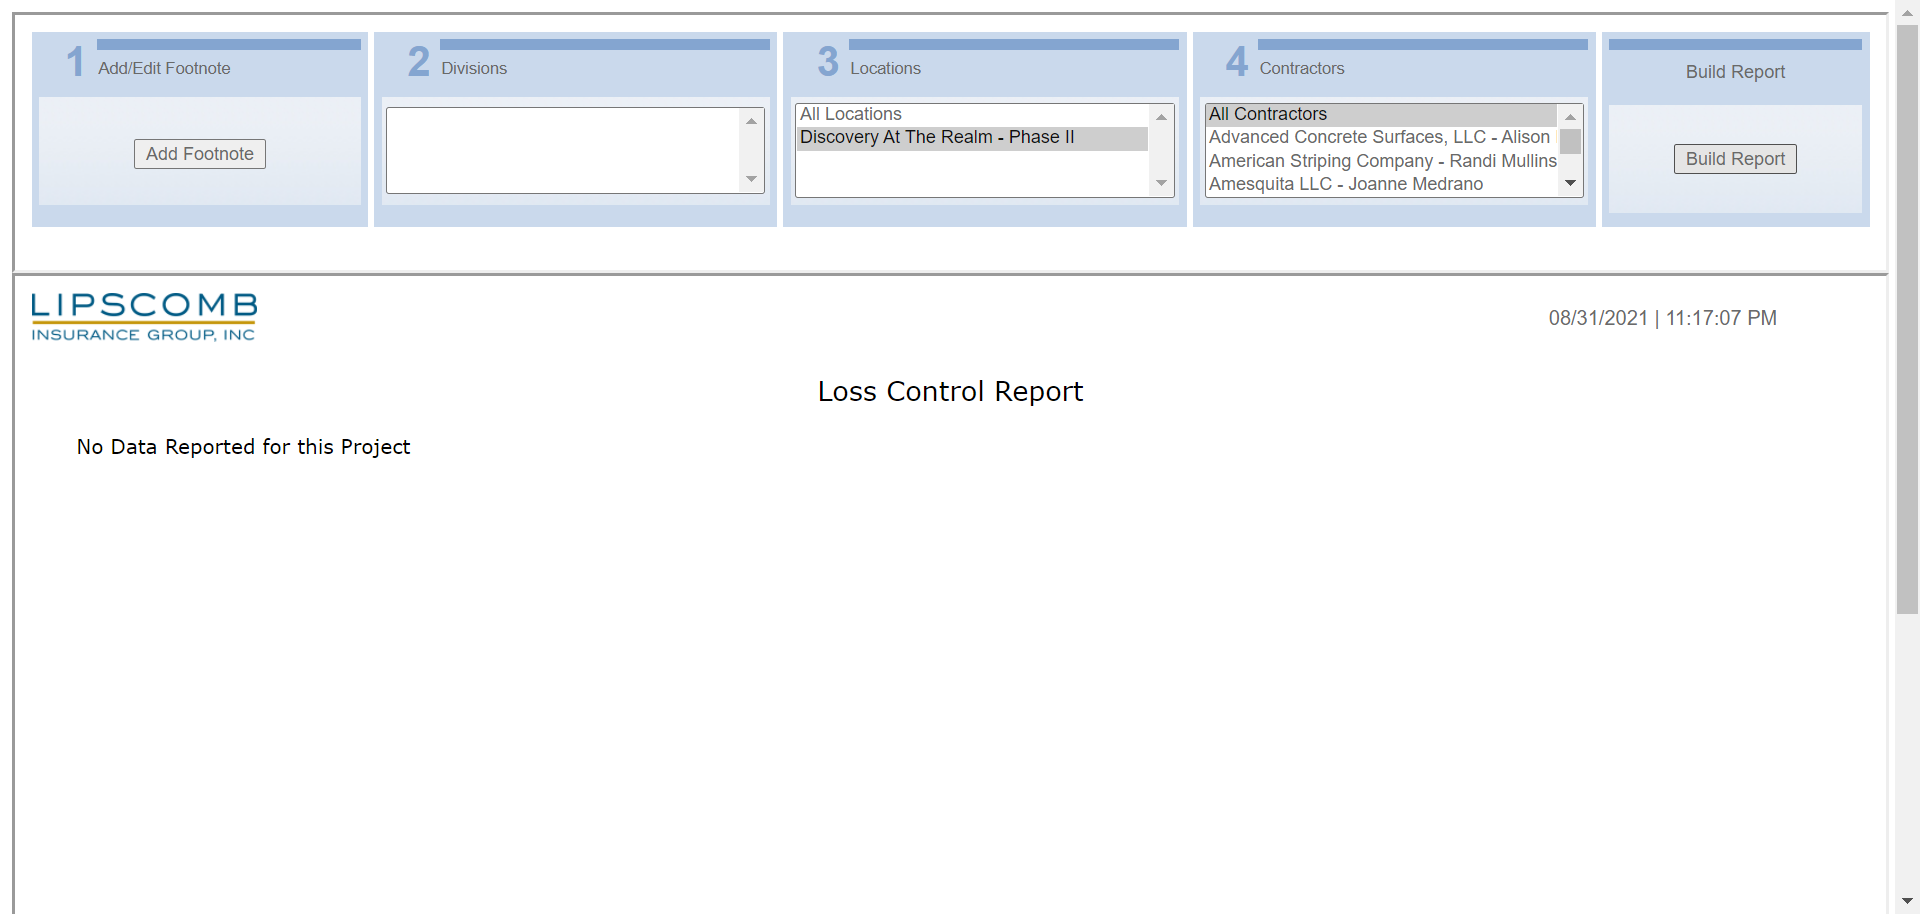 1 Add/Edit Footnote
Add Footnote
2 Divisions
3 Locations
All Locations
Discovery At The Realm - Phase II
4 Contractors
All Contractors
Advanced Concrete Surfaces, LLC - Alison
American Striping Company - Randi Mullins
Amesquita LLC - Joanne Medrano
Build Report
Build Report
LIPSCOMB
INSURANCE GROUP, INC
08/31/2021 | 11:17:07 PM
Loss Control Report
No Data Reported for this Project